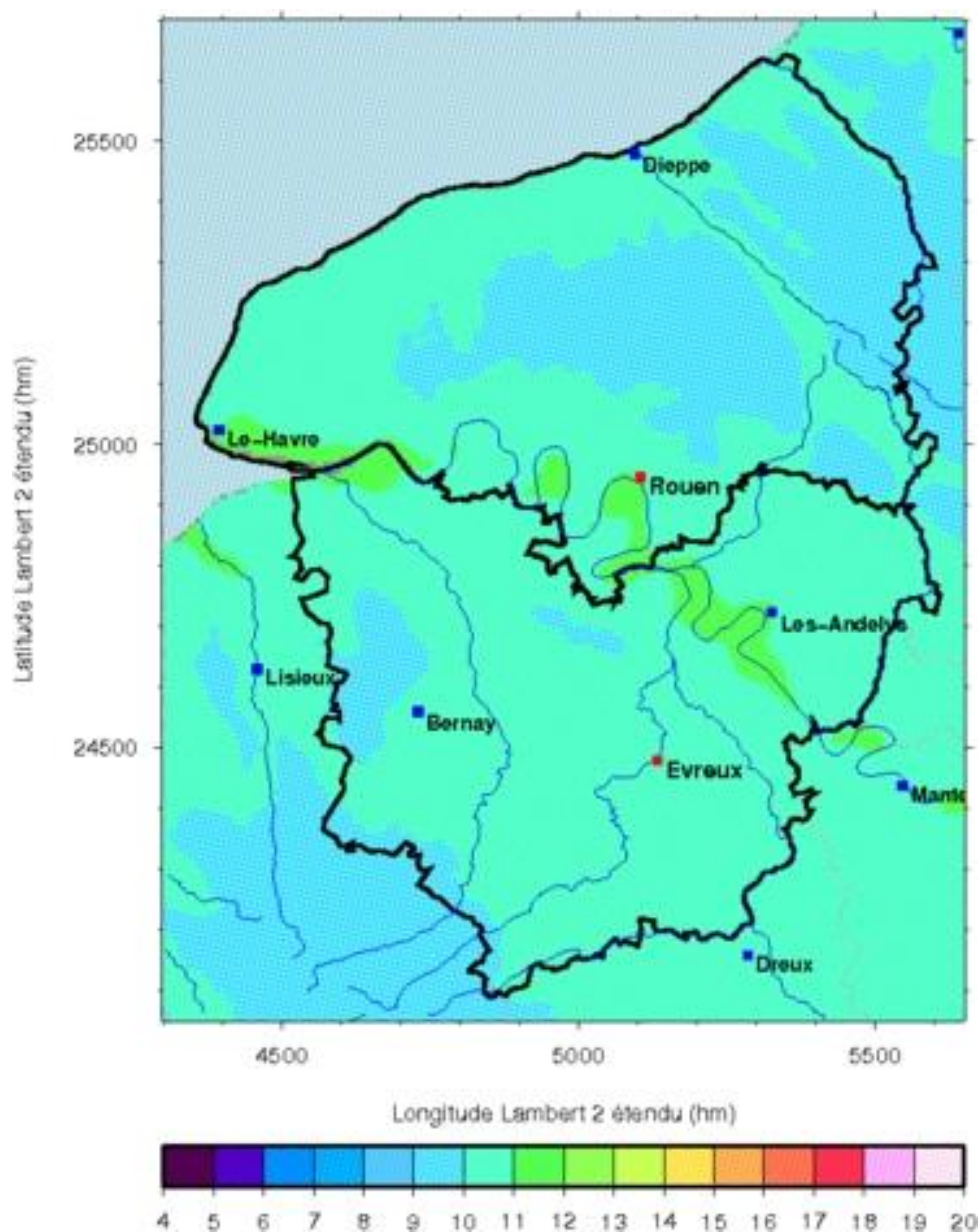 25500
Dieppe
25000
Le-Havre
Rouen
Les-Andelys
Lisieux
Bernay
24500
Evreux
Mante
Dreux
4500 5000 5500
Latitude Lambert 2 étendu (hm)
Longitude Lambert 2 étendu (hm)
4 5 6 7 8 9 10 11 12 13 14 15 16 17 18 19 20